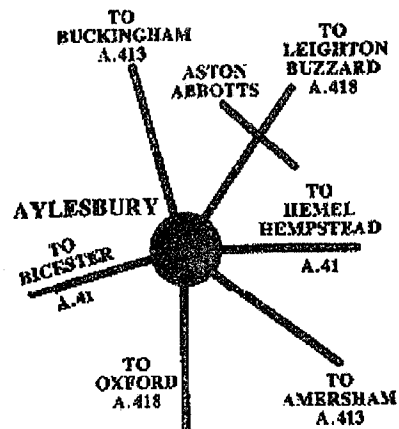 TO
BUCKINGHAM
A.413
TO
LEIGHTON
BUZZARD
A.418
ASTON
ABBOTTS
AYLESBURY
TO
HEMEL
HEMPSTEAD
A.41
TO
BICESTER
A.41
TO
OXFORD
A.418
TO
AMERSHAM
A.413